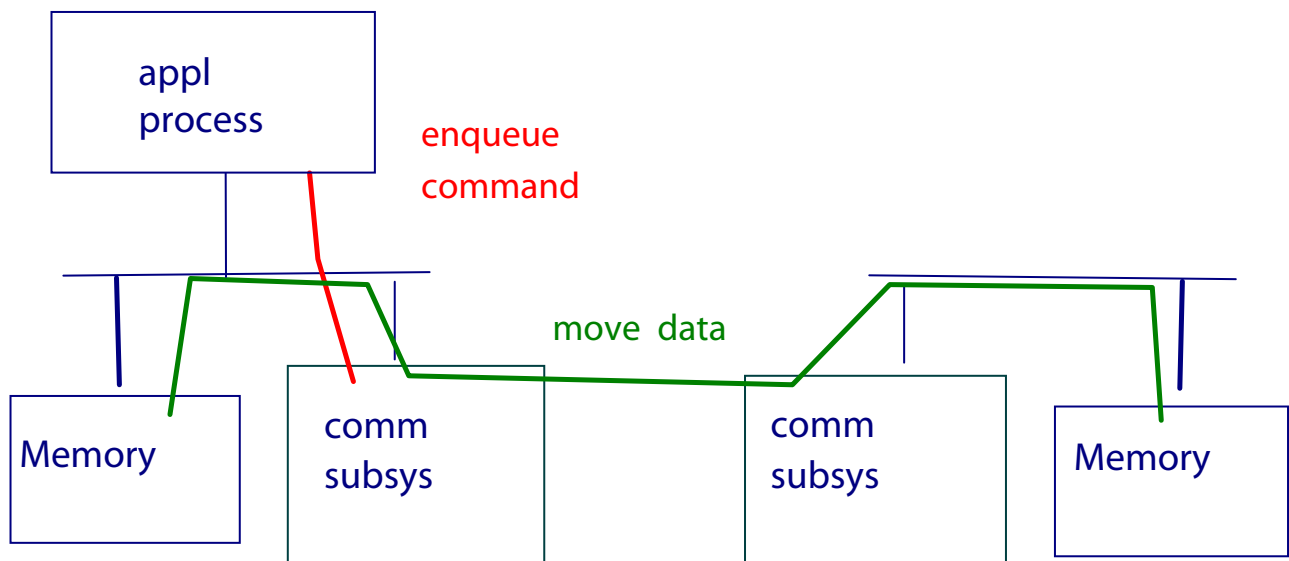 appl
process
enqueue
command
move data
Memory
comm
subsys
comm
subsys
Memory